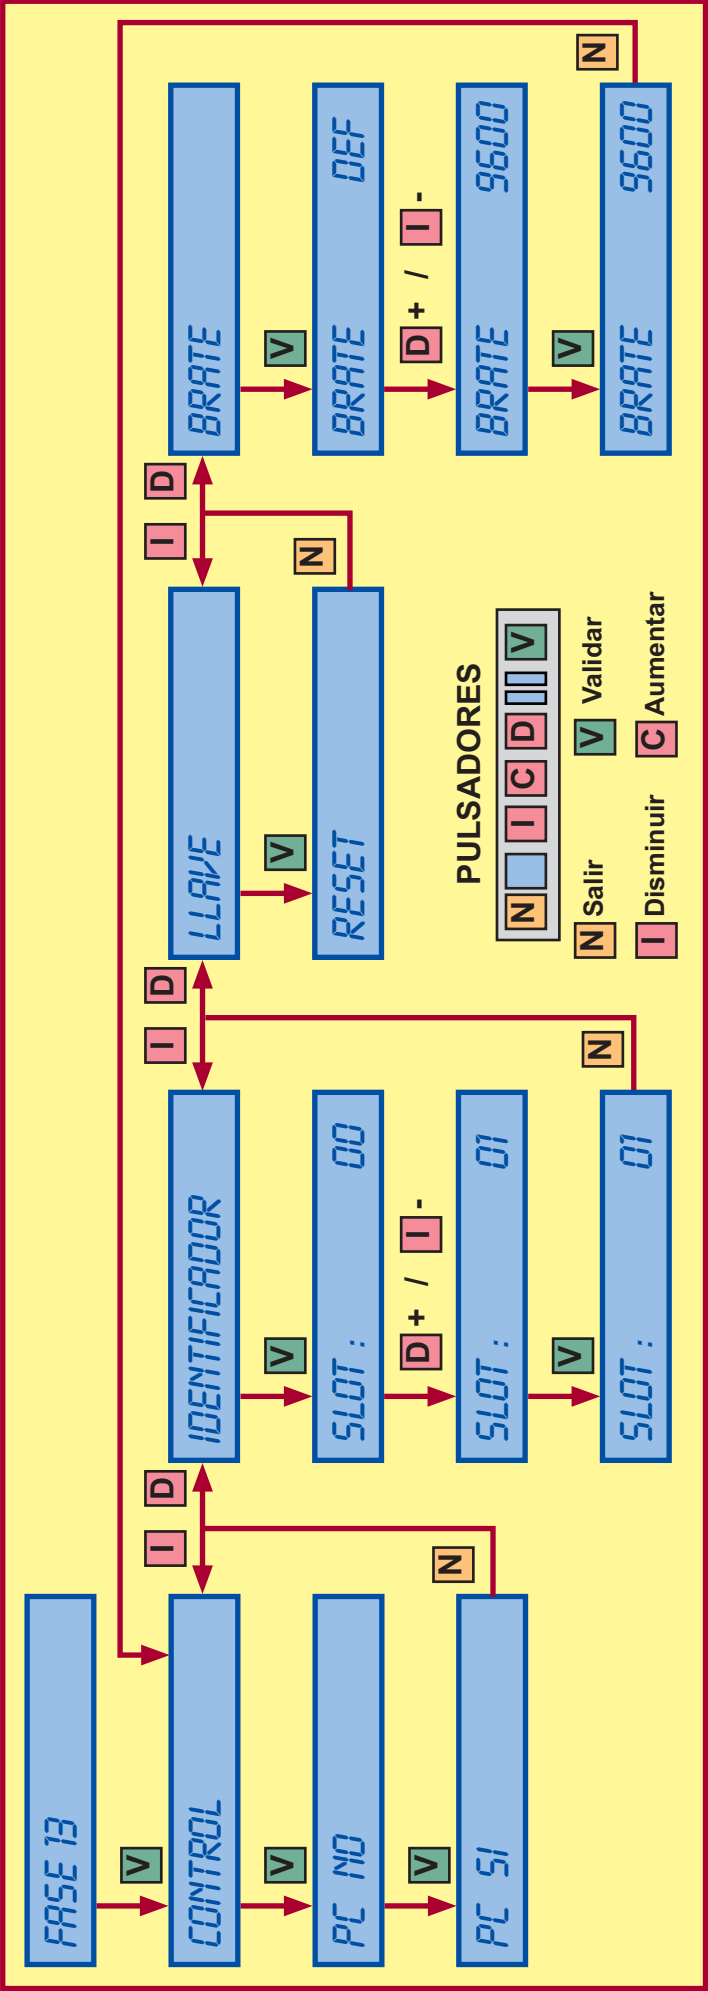 FASE 13
V
CONTROL
I D
IDENTIFICADOR
I D
LLAVE
I D
BRATE
V
V
V
V
PC NO
SLOT : 00
RESET
BRATE DEF
V
D + / I -
N
D + / I -
PC SI
N
SLOT : 01
BRATE 9600
V
V
SLOT : 01
N
BRATE 9600
N
PULSADORES
N I C D V
N Salir
V Validar
I Disminuir
C Aumentar